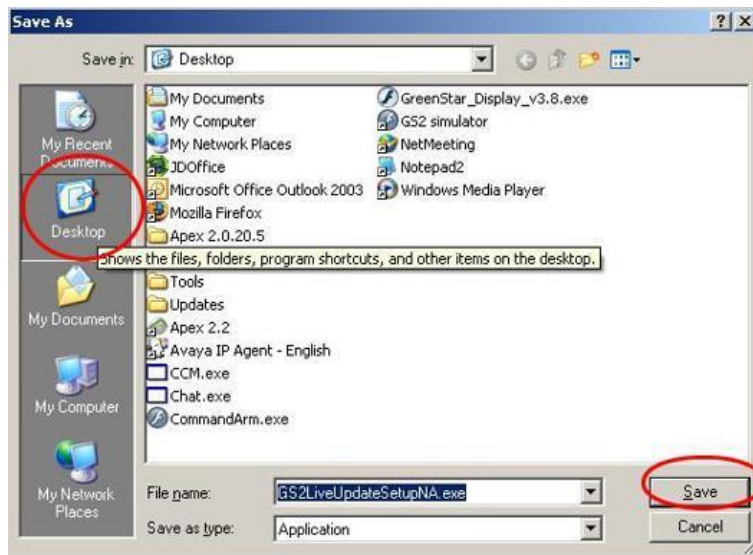 Save As
Save in: Desktop
My Recent
Documents
Desktop
My Documents
My Computer
My Network
Places
My Documents
My Computer
My Network Places
JDOffice
Microsoft Office Outlook 2003
Mozilla Firefox
Apex 2.0.20.5
Shows the files, folders, program shortcuts, and other items on the desktop.
Tools
Updates
Apex 2.2
Avaya IP Agent - English
CCM.exe
Chat.exe
CommandArm.exe
GreenStar_Display_v3.8.exe
GS2 simulator
NetMeeting
Notepad2
Windows Media Player
File name: GS2LiveUpdateSetupNA.exe
Save
Save as type: Application
Cancel